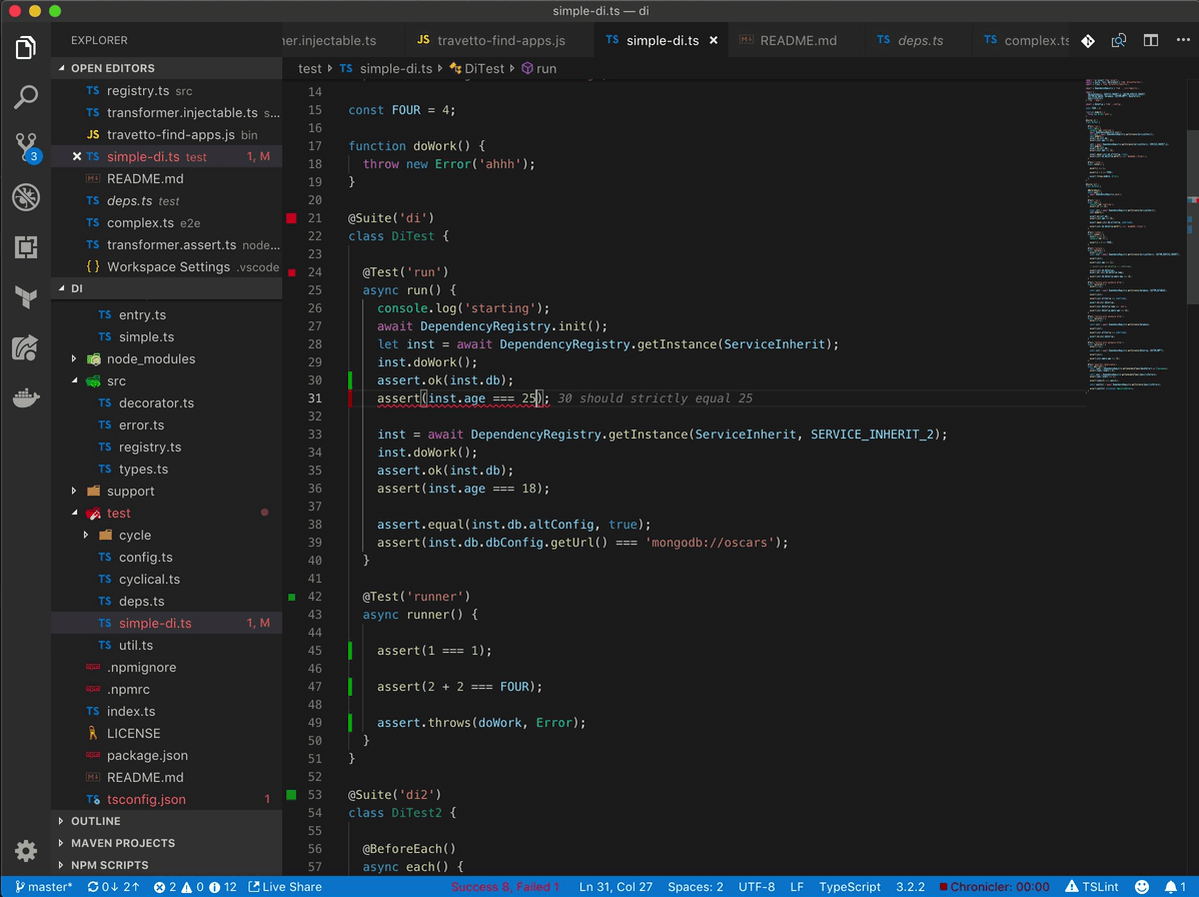 simple-di.ts — di
EXPLORER
ner.injectable.ts
JS travetto-find-apps.js
TS simple-di.ts ×
README.md
TS deps.ts
TS complex.ts
OPEN EDITORS
TS registry.ts src
TS transformer.injectable.ts s...
JS travetto-find-apps.js bin
× TS simple-di.ts test 1, M
README.md
TS deps.ts test
TS complex.ts e2e
TS transformer.assert.ts node...
{ } Workspace Settings .vscode
3
DI
TS entry.ts
TS simple.ts
node_modules
src
TS decorator.ts
TS error.ts
TS registry.ts
TS types.ts
support
test
cycle
TS config.ts
TS cyclical.ts
TS deps.ts
TS simple-di.ts 1, M
TS util.ts
.npmignore
.npmrc
TS index.ts
LICENSE
package.json
README.md
TS tsconfig.json 1
OUTLINE
MAVEN PROJECTS
NPM SCRIPTS
test TS simple-di.ts DiTest run
14
15 const FOUR = 4;
16
17 function doWork() {
18 throw new Error('ahhh');
19 }
20
21 @Suite('di')
22 class DiTest {
23
24 @Test('run')
25 async run() {
26 console.log('starting');
27 await DependencyRegistry.init();
28 let inst = await DependencyRegistry.getInstance(ServiceInherit);
29 inst.doWork();
30 assert.ok(inst.db);
31 assert(inst.age === 25); 30 should strictly equal 25
32
33 inst = await DependencyRegistry.getInstance(ServiceInherit, SERVICE_INHERIT_2);
34 inst.doWork();
35 assert.ok(inst.db);
36 assert(inst.age === 18);
37
38 assert.equal(inst.db.altConfig, true);
39 assert(inst.db.dbConfig.getUrl() === 'mongodb://oscars');
40 }
41
42 @Test('runner')
43 async runner() {
44
45 assert(1 === 1);
46
47 assert(2 + 2 === FOUR);
48
49 assert.throws(doWork, Error);
50 }
51 }
52
53 @Suite('di2')
54 class DiTest2 {
55
56 @BeforeEach()
57 async each() {
master* 0↓ 2↑ 2 0 12 Live Share Success 8, Failed 1 Ln 31, Col 27 Spaces: 2 UTF-8 LF TypeScript 3.2.2 Chronicler: 00:00 TSLint 1